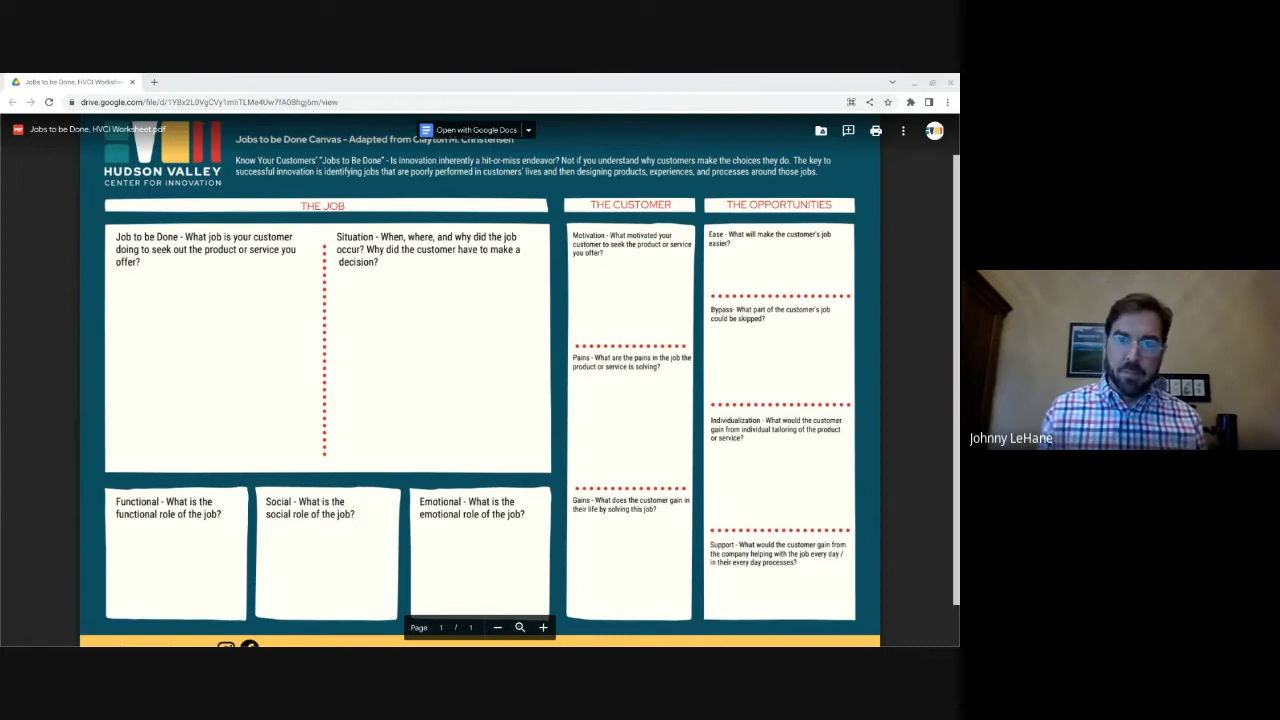 Jobs to be Done, HVCI Workshe
drive.google.com/file/d/1YBx2L0VgCVy1mIiTLMe4Uw7fA0Bhgj6m/view
Jobs to be Done, HVCI Worksheet.pdf
Open with Google Docs
Jobs to be Done Canvas - Adapted from Clayton M. Christensen
Know Your Customers' "Jobs to Be Done" - Is innovation inherently a hit-or-miss endeavor? Not if you understand why customers make the choices they do. The key to
successful innovation is identifying jobs that are poorly performed in customers' lives and then designing products, experiences, and processes around those jobs.
HUDSON VALLEY
CENTER FOR INNOVATION
THE JOB
THE CUSTOMER
THE OPPORTUNITIES
Job to be Done - What job is your customer
doing to seek out the product or service you
offer?
Situation - When, where, and why did the job
occur? Why did the customer have to make a
decision?
Functional - What is the
functional role of the job?
Social - What is the
social role of the job?
Emotional - What is the
emotional role of the job?
Motivation - What motivated your
customer to seek the product or service
you offer?
Pains - What are the pains in the job the
product or service is solving?
Gains - What does the customer gain in
their life by solving this job?
Ease - What will make the customer's job
easier?
Bypass- What part of the customer's job
could be skipped?
Individualization - What would the customer
gain from individual tailoring of the product
or service?
Support - What would the customer gain from
the company helping with the job every day /
in their every day processes?
Page 1 / 1
Johnny LeHane